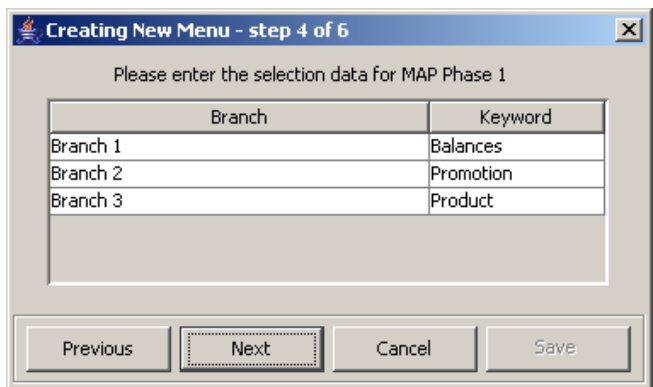 Creating New Menu - step 4 of 6
Please enter the selection data for MAP Phase 1
Branch Keyword
Branch 1 Balances
Branch 2 Promotion
Branch 3 Product
Previous Next Cancel Save